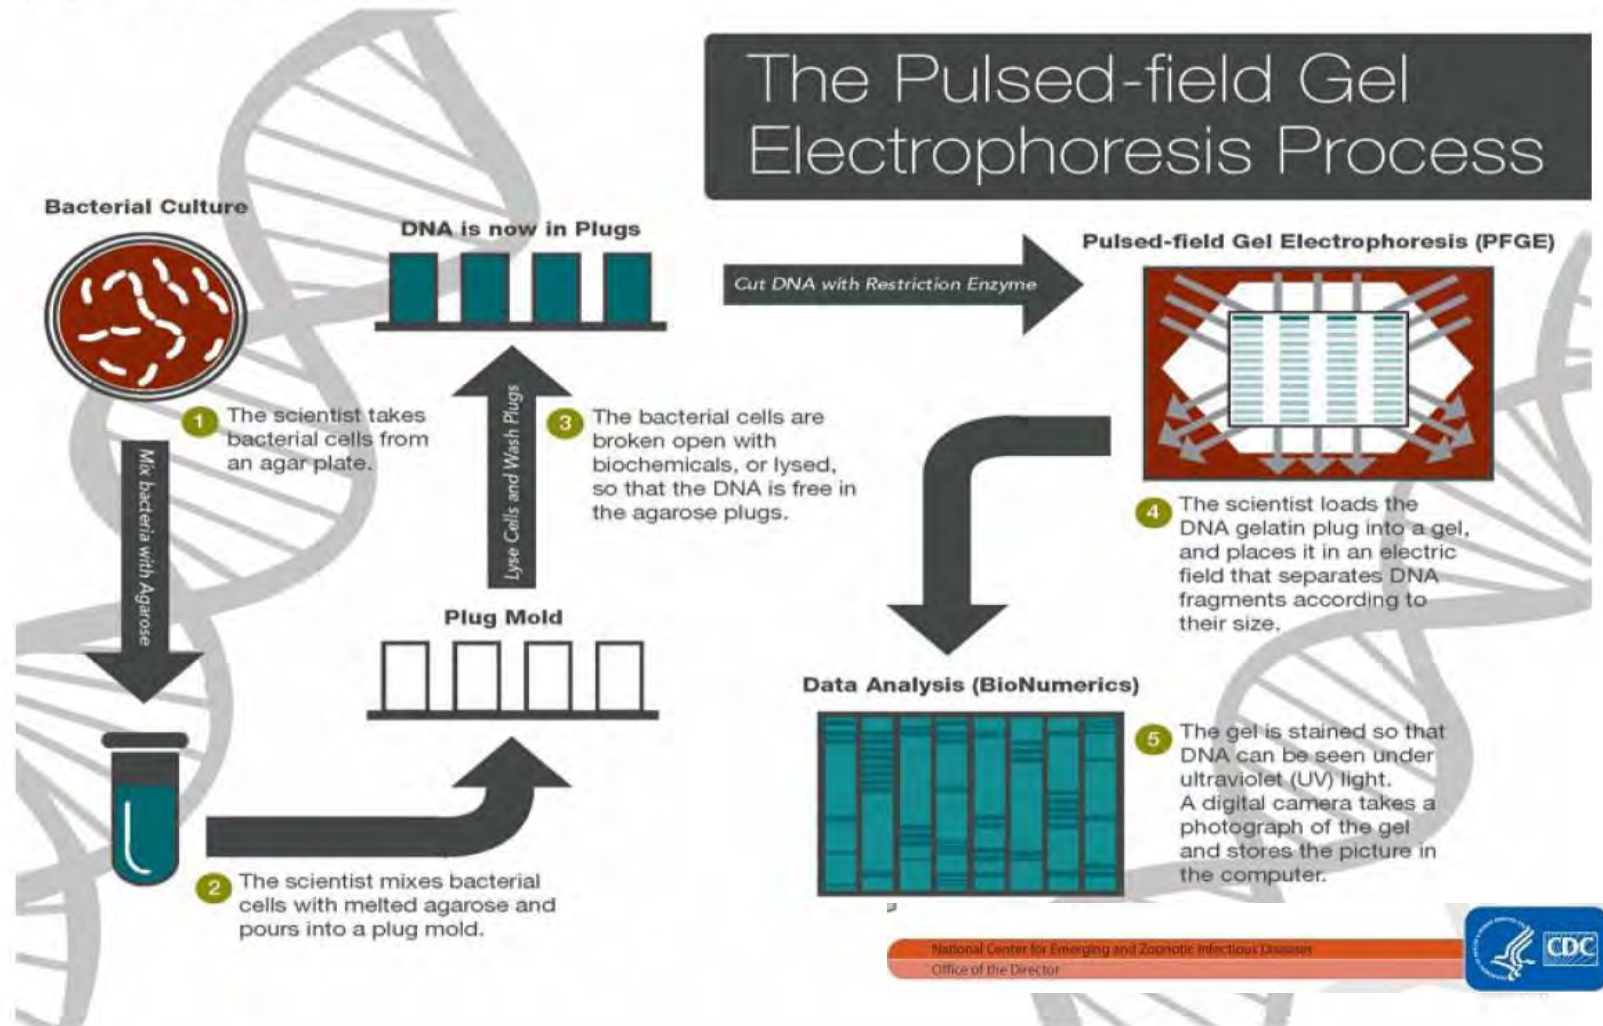 The Pulsed-field Gel
Electrophoresis Process
Bacterial Culture
1
The scientist takes
bacterial cells from
an agar plate.
Mix bacteria with Agarose
2
The scientist mixes bacterial
cells with melted agarose and
pours into a plug mold.
Plug Mold
Lyse Cells and Wash Plugs
3
The bacterial cells are
broken open with
biochemicals, or lysed,
so that the DNA is free in
the agarose plugs.
DNA is now in Plugs
Cut DNA with Restriction Enzyme
Pulsed-field Gel Electrophoresis (PFGE)
4
The scientist loads the
DNA gelatin plug into a gel,
and places it in an electric
field that separates DNA
fragments according to
their size.
Data Analysis (BioNumerics)
5
The gel is stained so that
DNA can be seen under
ultraviolet (UV) light.
A digital camera takes a
photograph of the gel
and stores the picture in
the computer.
National Center for Emerging and Zoonotic Infectious Diseases
Office of the Director
CDC